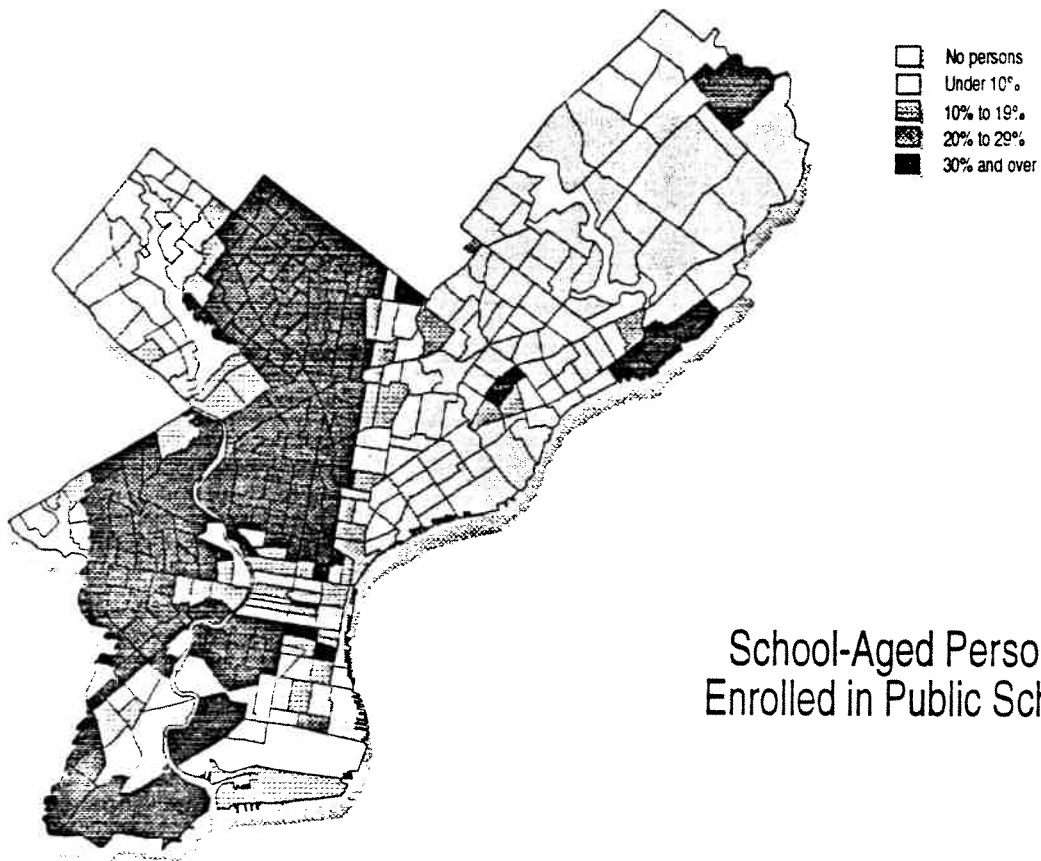 No persons
Under 10%
10% to 19%
20% to 29%
30% and over
School-Aged Perso
Enrolled in Public Sch